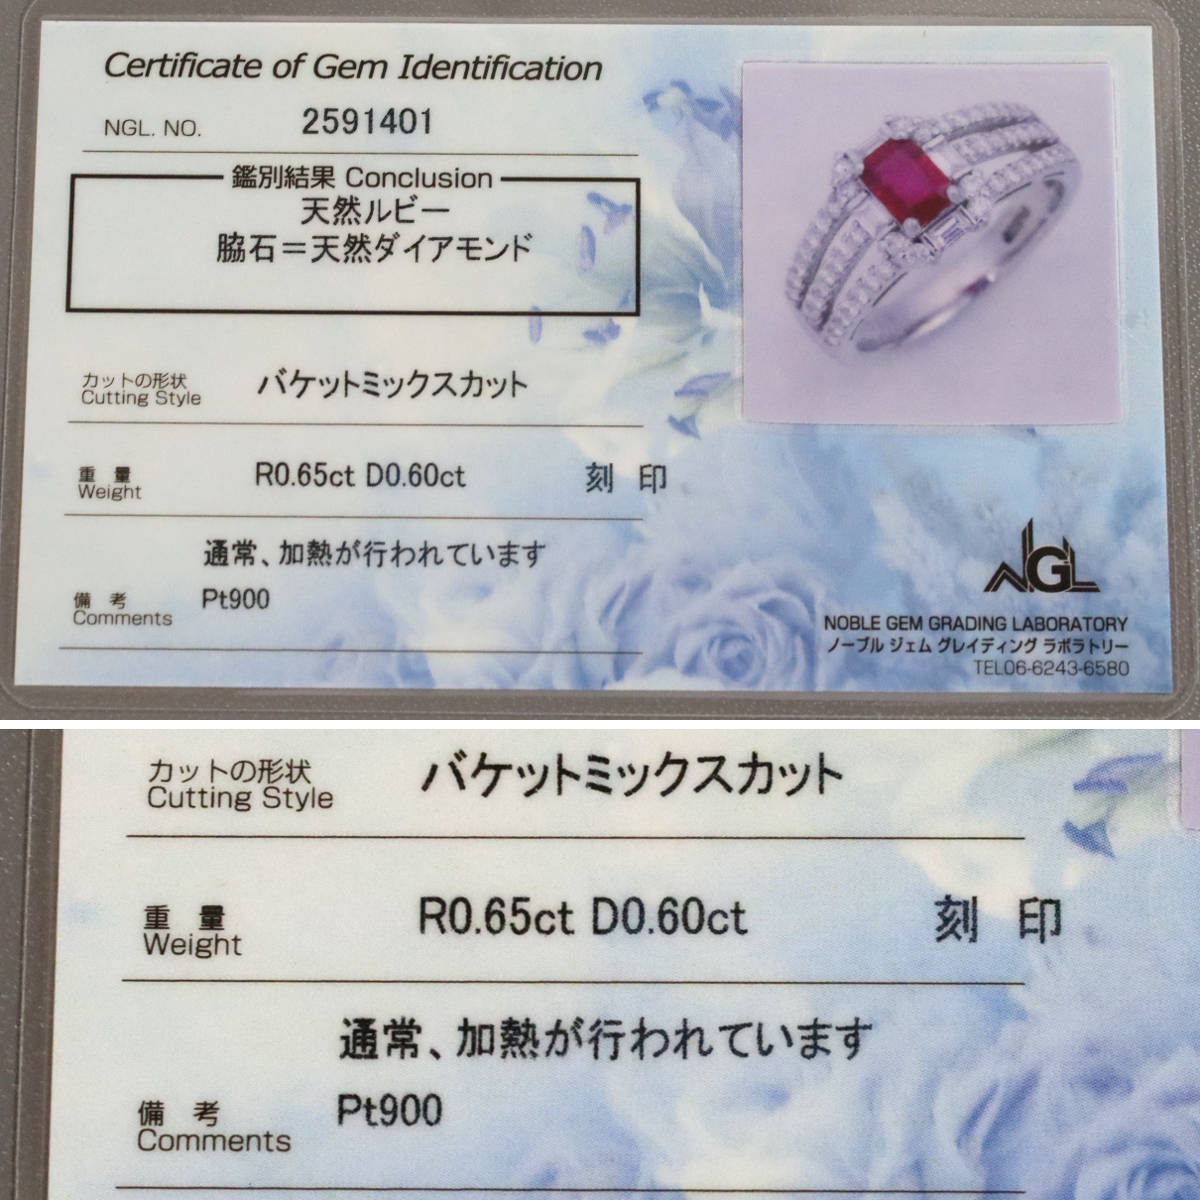 Certificate of Gem Identification
NGL. NO. 2591401
鑑別結果 Conclusion
天然ルビー
脇石＝天然ダイアモンド
カットの形状
Cutting Style
バケットミックスカット
重 量
Weight
R0.65ct D0.60ct 刻 印
通常、加熱が行われています
備 考
Comments
Pt900
NGL
NOBLE GEM GRADING LABORATORY
ノーブル ジェム グレイディング ラボラトリー
TEL06-6243-6580
カットの形状
Cutting Style
バケットミックスカット
重 量
Weight
R0.65ct D0.60ct 刻 印
通常、加熱が行われています
備 考
Comments
Pt900